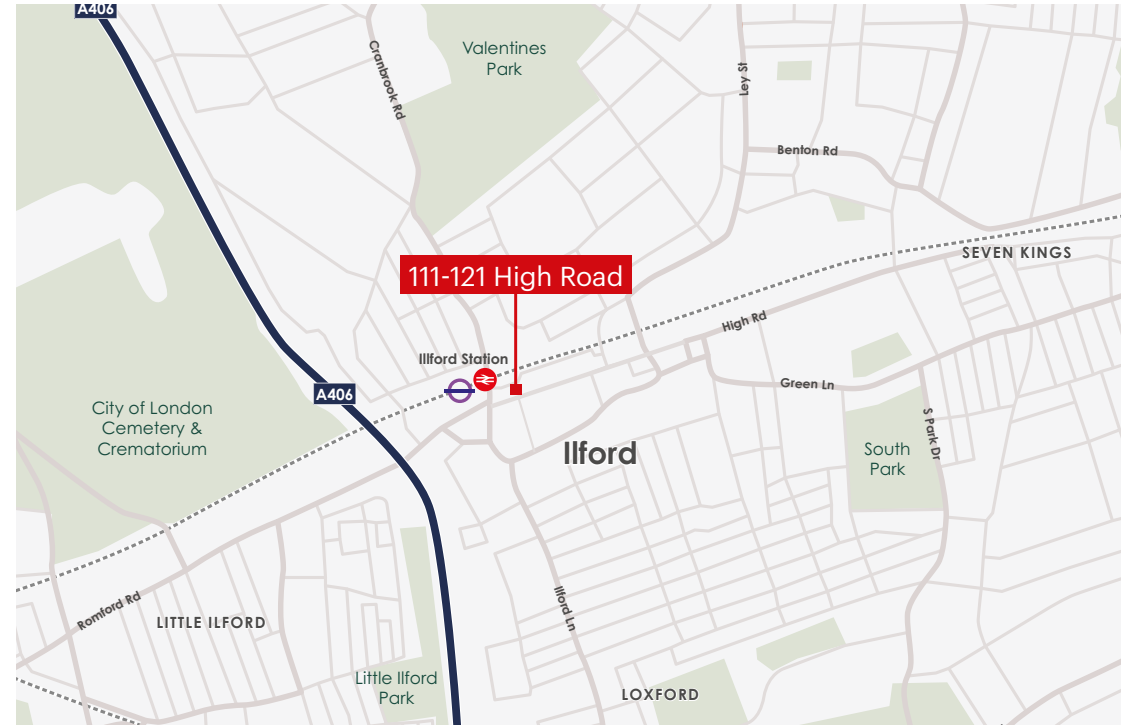 A406
Valentines
Park
Cranbrook Rd
Ley St
Benton Rd
SEVEN KINGS
111-121 High Road
High Rd
Illford Station
Green Ln
A406
City of London
Cemetery &
Crematorium
S Park Dr
Ilford
South
Park
Ilford Ln
Romford Rd
LITTLE ILFORD
Little Ilford
Park
LOXFORD